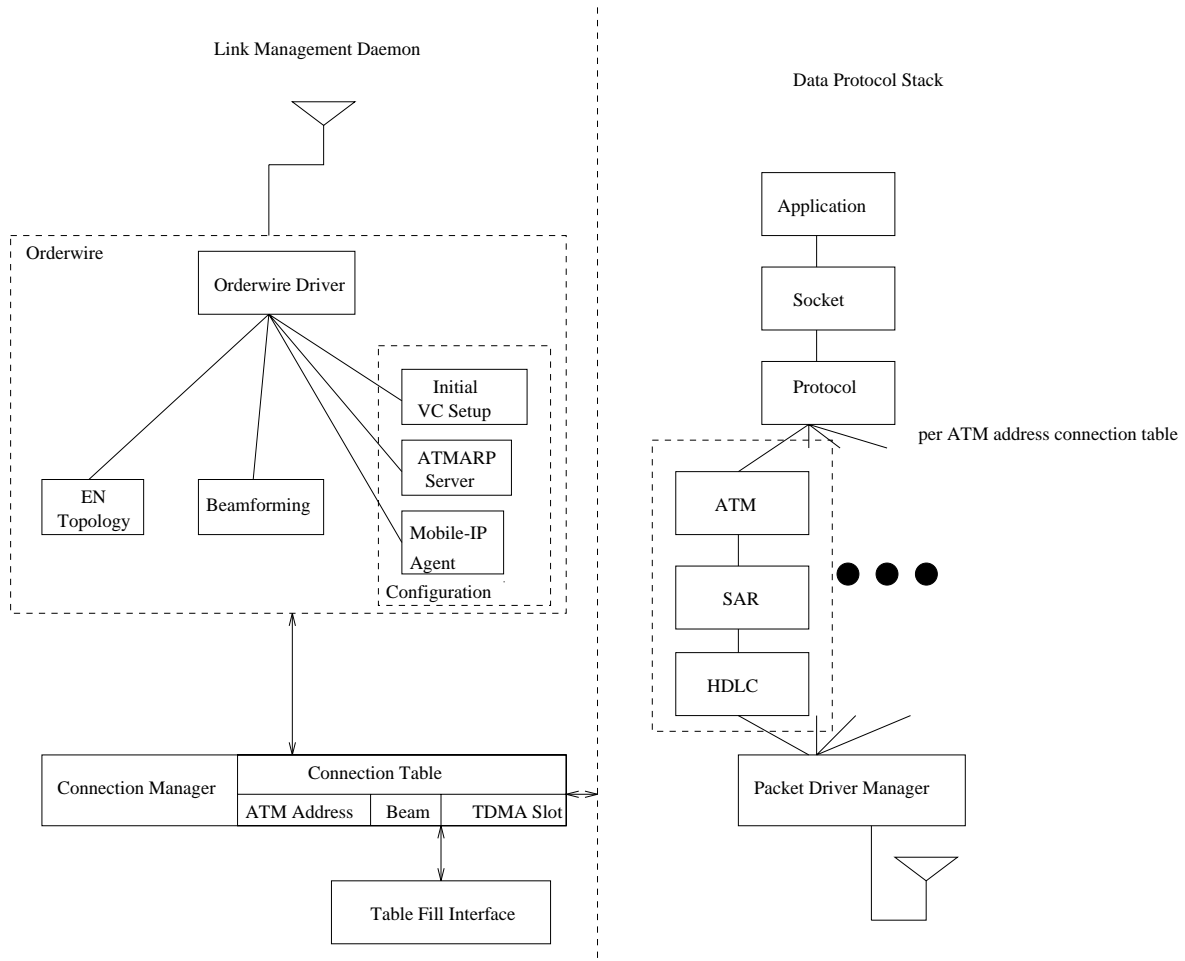 Link Management Daemon
Orderwire
Orderwire Driver
Initial
VC Setup
ATMARP
Server
EN
Topology
Beamforming
Mobile-IP
Agent
Configuration
Connection Manager
Connection Table
ATM Address
Beam
TDMA Slot
Table Fill Interface
Data Protocol Stack
Application
Socket
Protocol
per ATM address connection table
ATM
SAR
HDLC
Packet Driver Manager